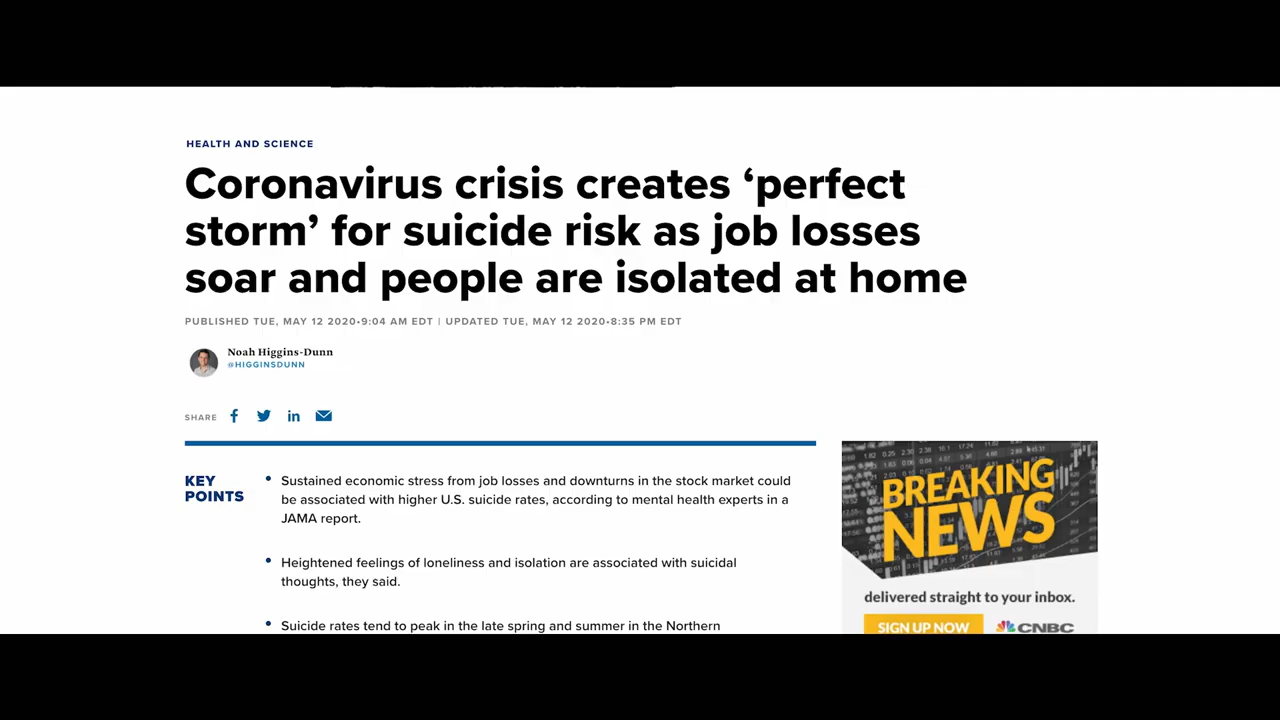 HEALTH AND SCIENCE
Coronavirus crisis creates ‘perfect
storm’ for suicide risk as job losses
soar and people are isolated at home
PUBLISHED TUE, MAY 12 2020•9:04 AM EDT | UPDATED TUE, MAY 12 2020•8:35 PM EDT
Noah Higgins-Dunn
@HIGGINSDUNN
SHARE
KEY
POINTS
• Sustained economic stress from job losses and downturns in the stock market could
be associated with higher U.S. suicide rates, according to mental health experts in a
JAMA report.
• Heightened feelings of loneliness and isolation are associated with suicidal
thoughts, they said.
• Suicide rates tend to peak in the late spring and summer in the Northern
BREAKING
NEWS
delivered straight to your inbox.
SIGN UP NOW
CNBC